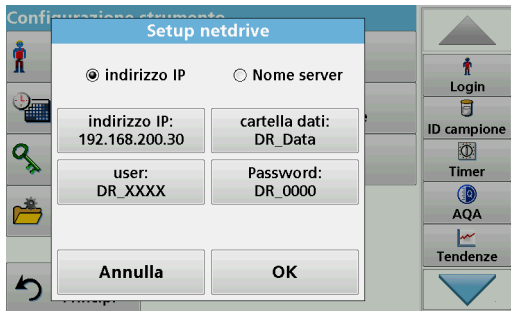 Configurazione strumento
Setup netdrive
indirizzo IP
Nome server
indirizzo IP:
192.168.200.30
cartella dati:
DR_Data
user:
DR_XXXX
Password:
DR_0000
Annulla
OK
Login
ID campione
Timer
AQA
Tendenze